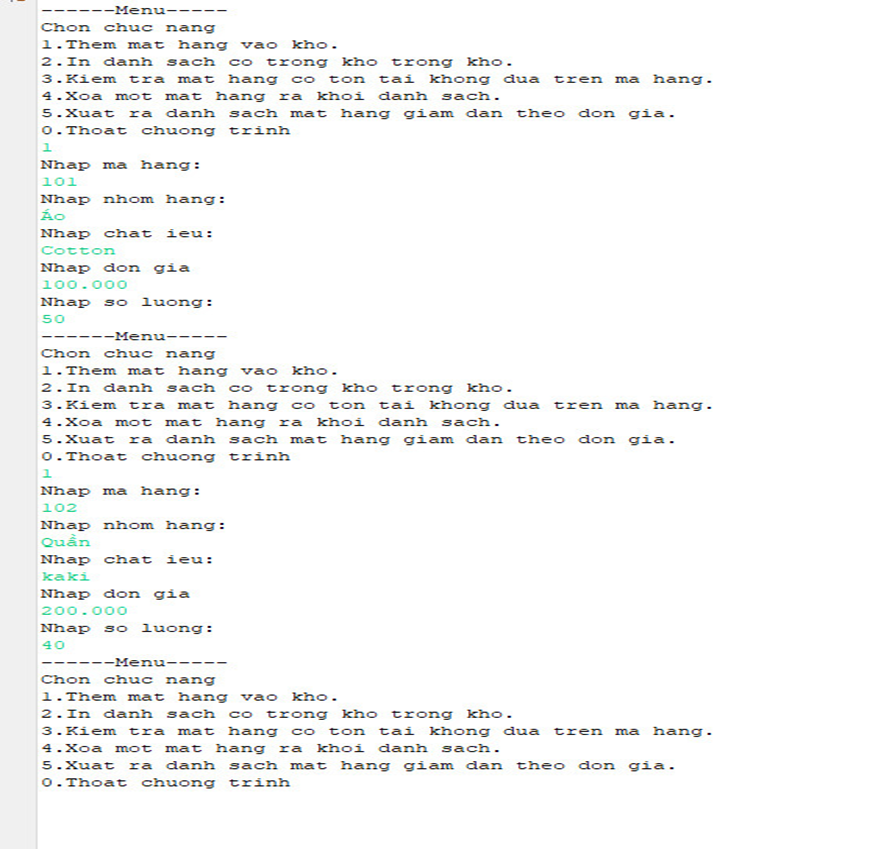 ------Menu-----
Chon chuc nang
1.Them mat hang vao kho.
2.In danh sach co trong kho trong kho.
3.Kiem tra mat hang co ton tai khong dua tren ma hang.
4.Xoa mot mat hang ra khoi danh sach.
5.Xuat ra danh sach mat hang giam dan theo don gia.
0.Thoat chuong trinh
1
Nhap ma hang:
101
Nhap nhom hang:
Áo
Nhap chat ieu:
Cotton
Nhap don gia
100.000
Nhap so luong:
50
------Menu-----
Chon chuc nang
1.Them mat hang vao kho.
2.In danh sach co trong kho trong kho.
3.Kiem tra mat hang co ton tai khong dua tren ma hang.
4.Xoa mot mat hang ra khoi danh sach.
5.Xuat ra danh sach mat hang giam dan theo don gia.
0.Thoat chuong trinh
1
Nhap ma hang:
102
Nhap nhom hang:
Quần
Nhap chat ieu:
kaki
Nhap don gia
200.000
Nhap so luong:
40
------Menu-----
Chon chuc nang
1.Them mat hang vao kho.
2.In danh sach co trong kho trong kho.
3.Kiem tra mat hang co ton tai khong dua tren ma hang.
4.Xoa mot mat hang ra khoi danh sach.
5.Xuat ra danh sach mat hang giam dan theo don gia.
0.Thoat chuong trinh